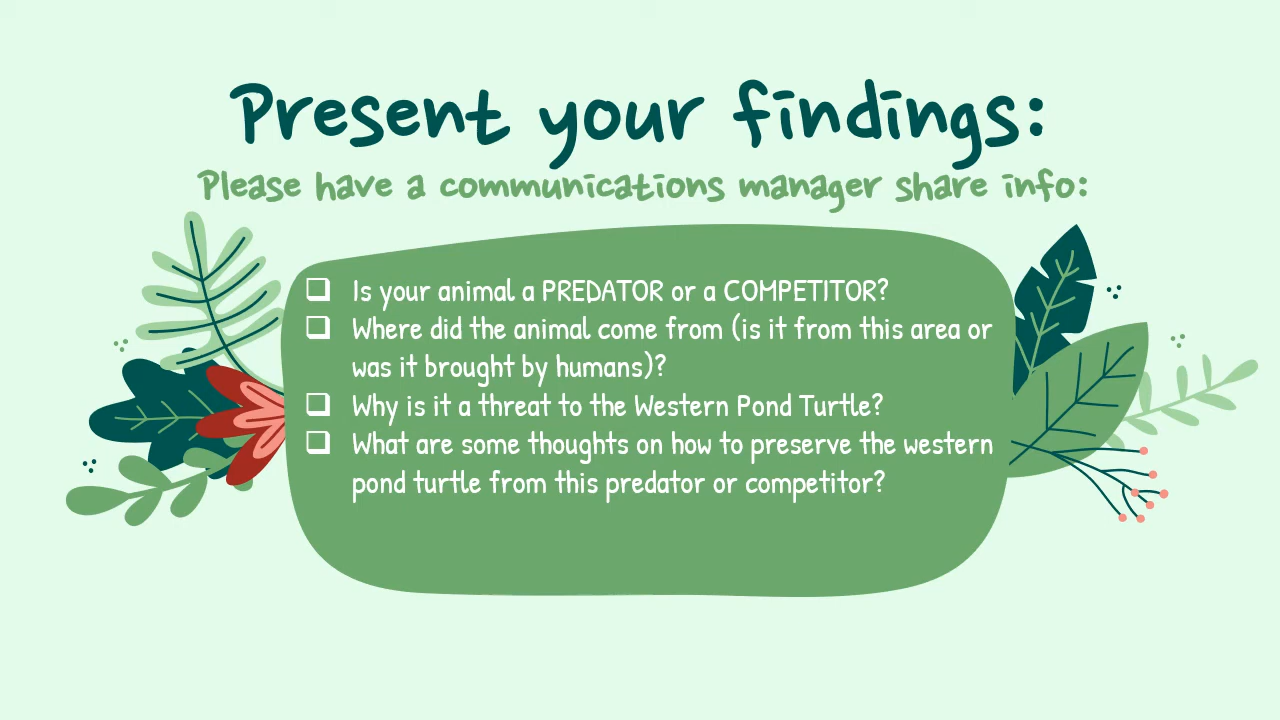 Present your findings:
Please have a communications manager share info:
❑ Is your animal a PREDATOR or a COMPETITOR?
❑ Where did the animal come from (is it from this area or
was it brought by humans)?
❑ Why is it a threat to the Western Pond Turtle?
❑ What are some thoughts on how to preserve the western
pond turtle from this predator or competitor?